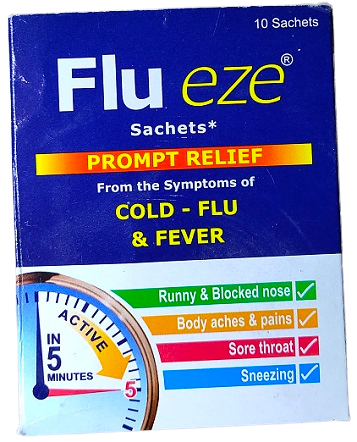 10 Sachets
Flu eze®
Sachets*
PROMPT RELIEF
From the Symptoms of
COLD - FLU
& FEVER
Runny & Blocked nose
Body aches & pains
Sore throat
Sneezing
ACTIVE
IN
5
MINUTES
5